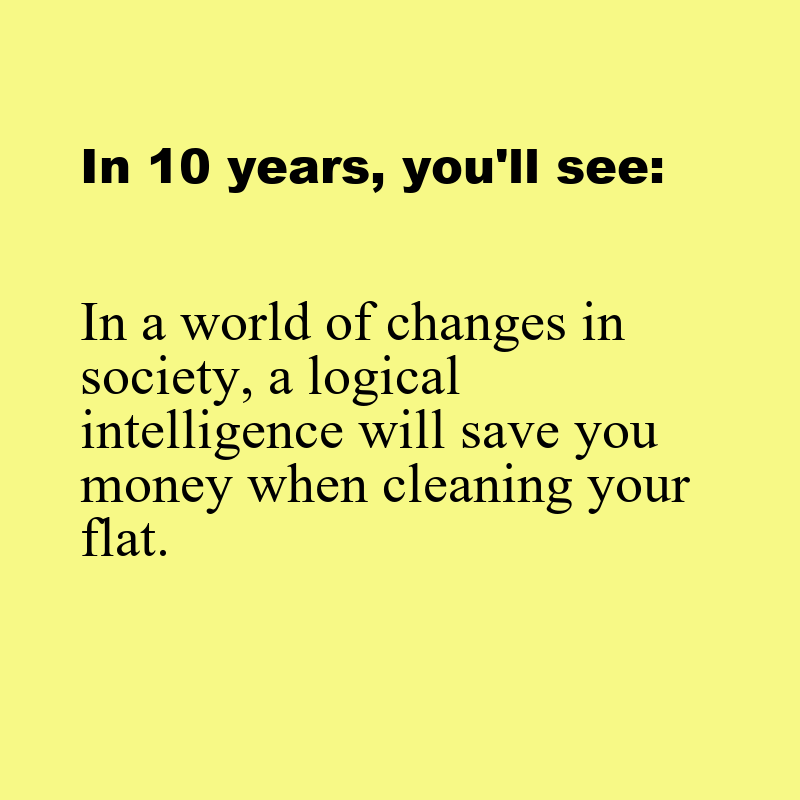 In 10 years, you'll see:
In a world of changes in
society, a logical
intelligence will save you
money when cleaning your
flat.